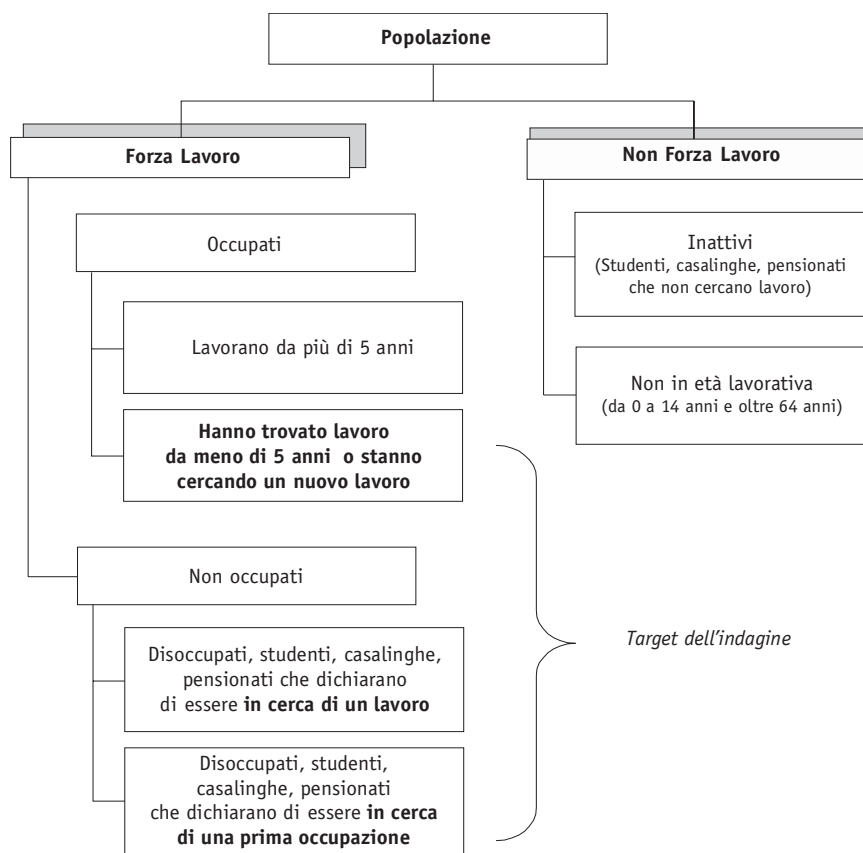 Popolazione
Forza Lavoro
Non Forza Lavoro
Occupati
Lavorano da più di 5 anni
Hanno trovato lavoro
da meno di 5 anni o stanno
cercando un nuovo lavoro
Non occupati
Disoccupati, studenti, casalinghe,
pensionati che dichiarano
di essere in cerca di un lavoro
Disoccupati, studenti,
casalinghe, pensionati
che dichiarano di essere in cerca
di una prima occupazione
Inattivi
(Studenti, casalinghe, pensionati
che non cercano lavoro)
Non in età lavorativa
(da 0 a 14 anni e oltre 64 anni)
Target dell’indagine